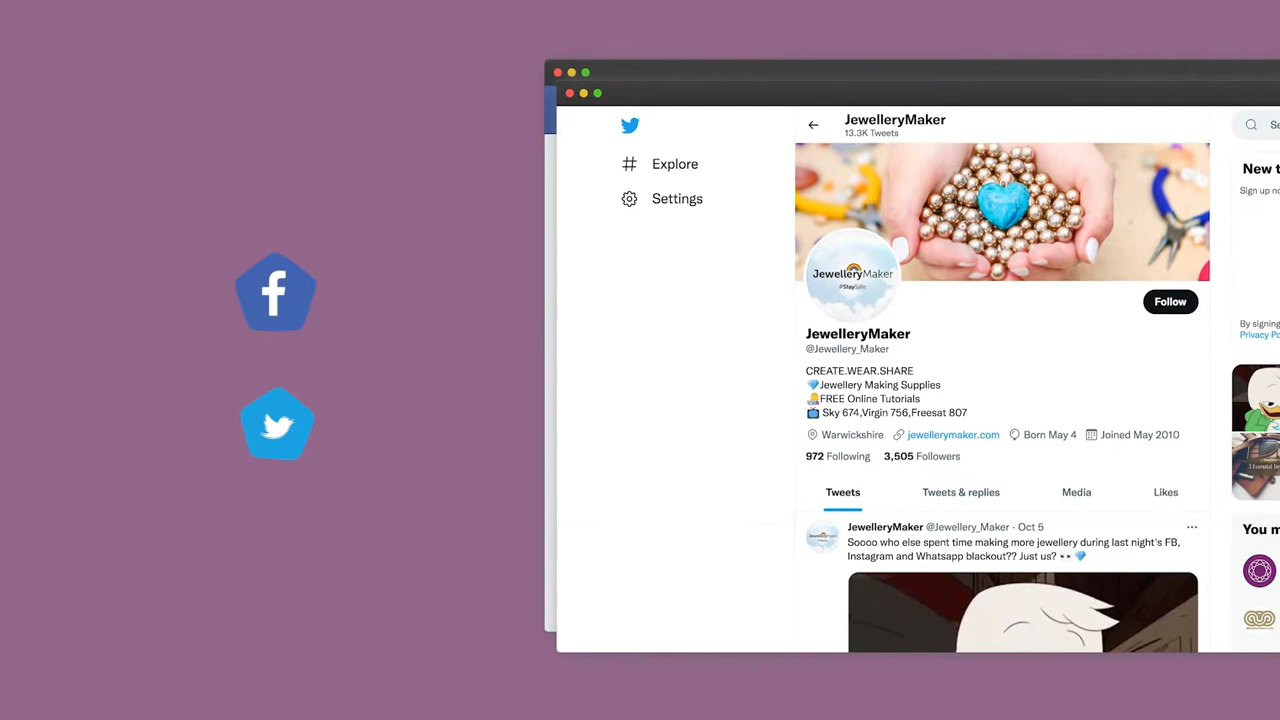 JewelleryMaker
13.3K Tweets
Explore
Settings
JewelleryMaker
#StaySafe
Follow
JewelleryMaker
@Jewellery_Maker
CREATE.WEAR.SHARE
💎Jewellery Making Supplies
FREE Online Tutorials
📺 Sky 674,Virgin 756,Freesat 807
Warwickshire jewellerymaker.com Born May 4 Joined May 2010
972 Following 3,505 Followers
Tweets Tweets & replies Media Likes
JewelleryMaker @Jewellery_Maker · Oct 5 ...
Soooo who else spent time making more jewellery during last night's FB,
Instagram and Whatsapp blackout?? Just us? 👀 💎
Se
New t
Sign up no
By signing
Privacy Po
You m